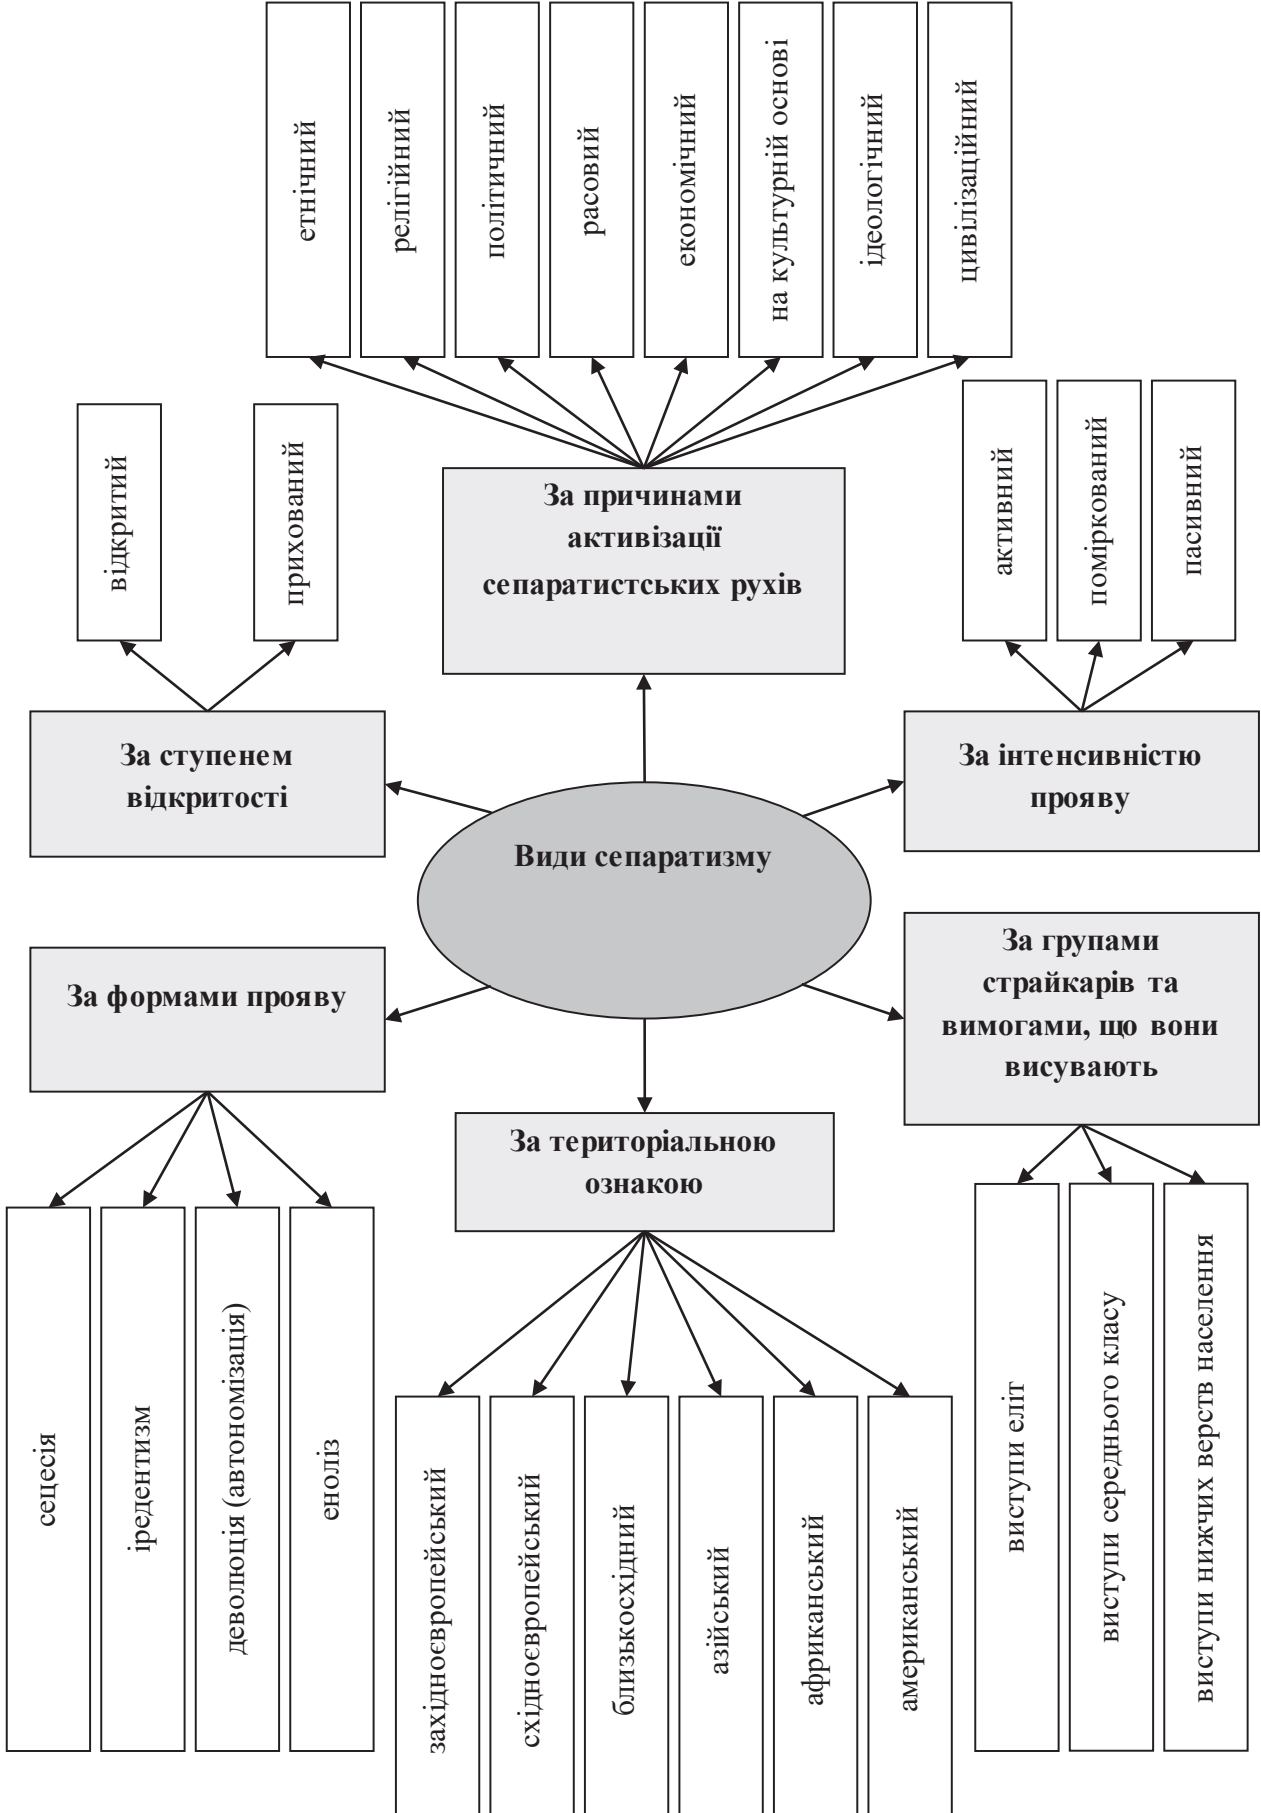 етнічний
релігійний
політичний
расовий
економічний
на культурній основі
ідеологічний
цивілізаційний
відкритий
прихований
За причинами
активізації
сепаратистських рухів
активний
поміркований
пасивний
За ступенем
відкритості
За інтенсивністю
прояву
Види сепаратизму
За формами прояву
За групами
страйкарів та
вимогами, що вони
висувають
За територіальною
ознакою
сецесія
іредентизм
деволюція (автономізація)
еноліз
західноєвропейський
східноєвропейський
близькосхідний
азійський
африканський
американський
виступи еліт
виступи середнього класу
виступи нижчих верств населення